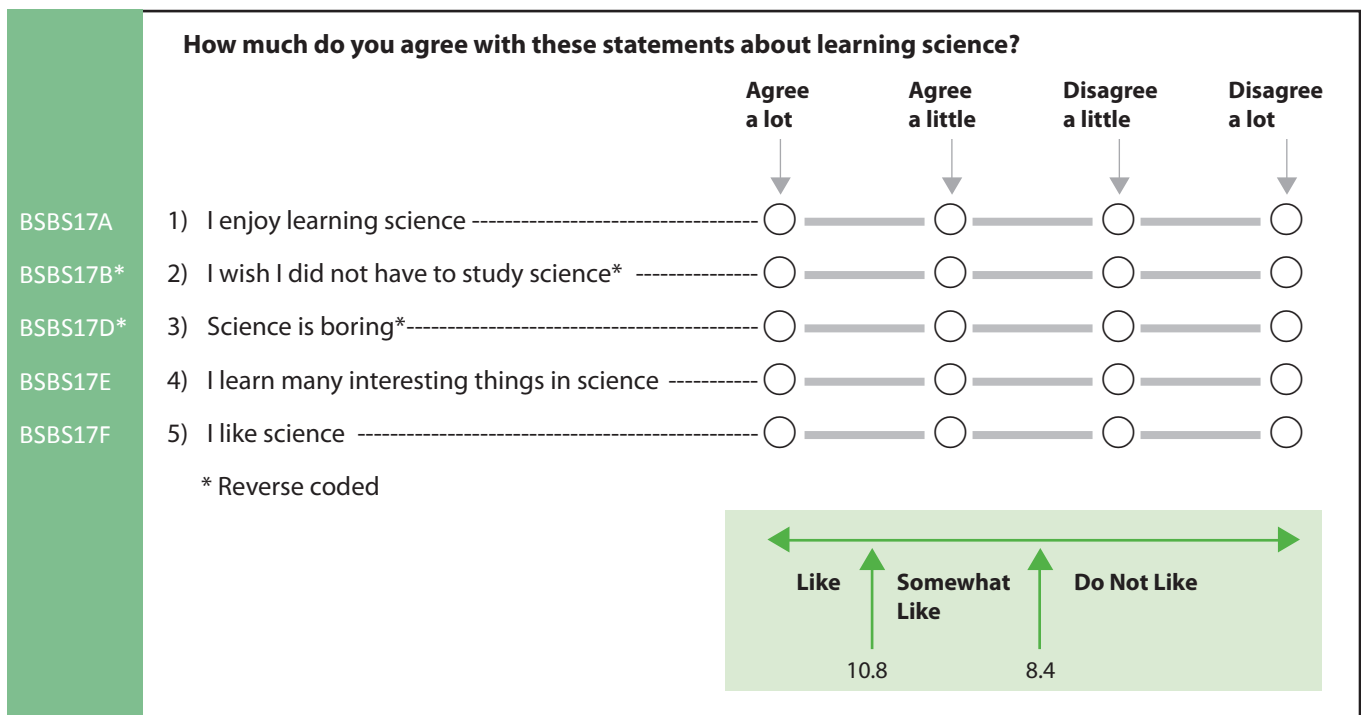 How much do you agree with these statements about learning science?
Agree a lot
Agree a little
Disagree a little
Disagree a lot
BSBS17A 1) I enjoy learning science
BSBS17B* 2) I wish I did not have to study science*
BSBS17D* 3) Science is boring*
BSBS17E 4) I learn many interesting things in science
BSBS17F 5) I like science
* Reverse coded
Like
Somewhat Like
Do Not Like
10.8
8.4